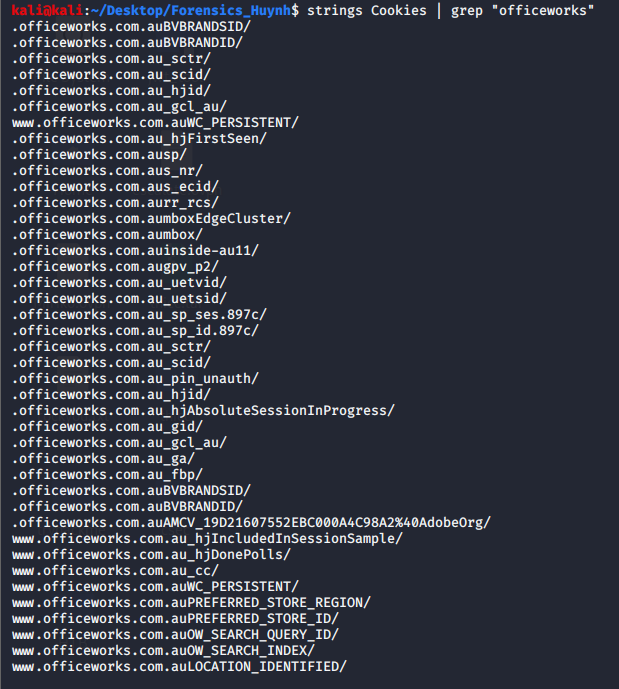 kali@kali:~/Desktop/Forensics_Huynh$ strings Cookies | grep "officeworks"
.officeworks.com.auBVBRANDSID/
.officeworks.com.auBVBRANDID/
.officeworks.com.au_sctr/
.officeworks.com.au_scid/
.officeworks.com.au_hjid/
.officeworks.com.au_gcl_au/
www.officeworks.com.auWC_PERSISTENT/
.officeworks.com.au_hjFirstSeen/
.officeworks.com.ausp/
.officeworks.com.aus_nr/
.officeworks.com.aus_ecid/
.officeworks.com.aurr_rcs/
.officeworks.com.aumboxEdgeCluster/
.officeworks.com.aumbox/
.officeworks.com.auinside-au11/
.officeworks.com.augpv_p2/
.officeworks.com.au_uetvid/
.officeworks.com.au_uetsid/
.officeworks.com.au_sp_ses.897c/
.officeworks.com.au_sp_id.897c/
.officeworks.com.au_sctr/
.officeworks.com.au_scid/
.officeworks.com.au_pin_unauth/
.officeworks.com.au_hjid/
.officeworks.com.au_hjAbsoluteSessionInProgress/
.officeworks.com.au_gid/
.officeworks.com.au_gcl_au/
.officeworks.com.au_ga/
.officeworks.com.au_fbp/
.officeworks.com.auBVBRANDSID/
.officeworks.com.auBVBRANDID/
.officeworks.com.auAMCV_19D21607552EBC000A4C98A2%40AdobeOrg/
www.officeworks.com.au_hjIncludedInSessionSample/
www.officeworks.com.au_hjDonePolls/
www.officeworks.com.au_cc/
www.officeworks.com.auWC_PERSISTENT/
www.officeworks.com.auPREFERRED_STORE_REGION/
www.officeworks.com.auPREFERRED_STORE_ID/
www.officeworks.com.auOW_SEARCH_QUERY_ID/
www.officeworks.com.auOW_SEARCH_INDEX/
www.officeworks.com.auLOCATION_IDENTIFIED/